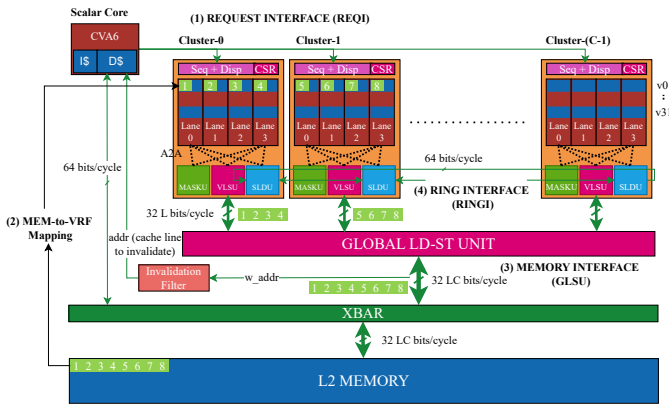 Scalar Core
(1) REQUEST INTERFACE (REQI)
CVA6
I$ D$
Cluster-0 Cluster-1 Cluster-(C-1)
Seq + Disp CSR Seq + Disp CSR Seq + Disp CSR
1 2 3 4 5 6 7 8
v0
:
v31
Lane 0 Lane 1 Lane 2 Lane 3 Lane 0 Lane 1 Lane 2 Lane 3 Lane 0 Lane 1 Lane 2 Lane 3
A2A
64 bits/cycle
64 bits/cycle
MASKU VLSU SLDU MASKU VLSU SLDU MASKU VLSU SLDU
(4) RING INTERFACE
(RINGI)
32 L bits/cycle
1 2 3 4
5 6 7 8
(2) MEM-to-VRF
Mapping
addr (cache line
to invalidate)
GLOBAL LD-ST UNIT
(3) MEMORY INTERFACE
(GLSU)
Invalidation
Filter
w_addr
1 2 3 4 5 6 7 8
32 LC bits/cycle
XBAR
32 LC bits/cycle
1 2 3 4 5 6 7 8
L2 MEMORY